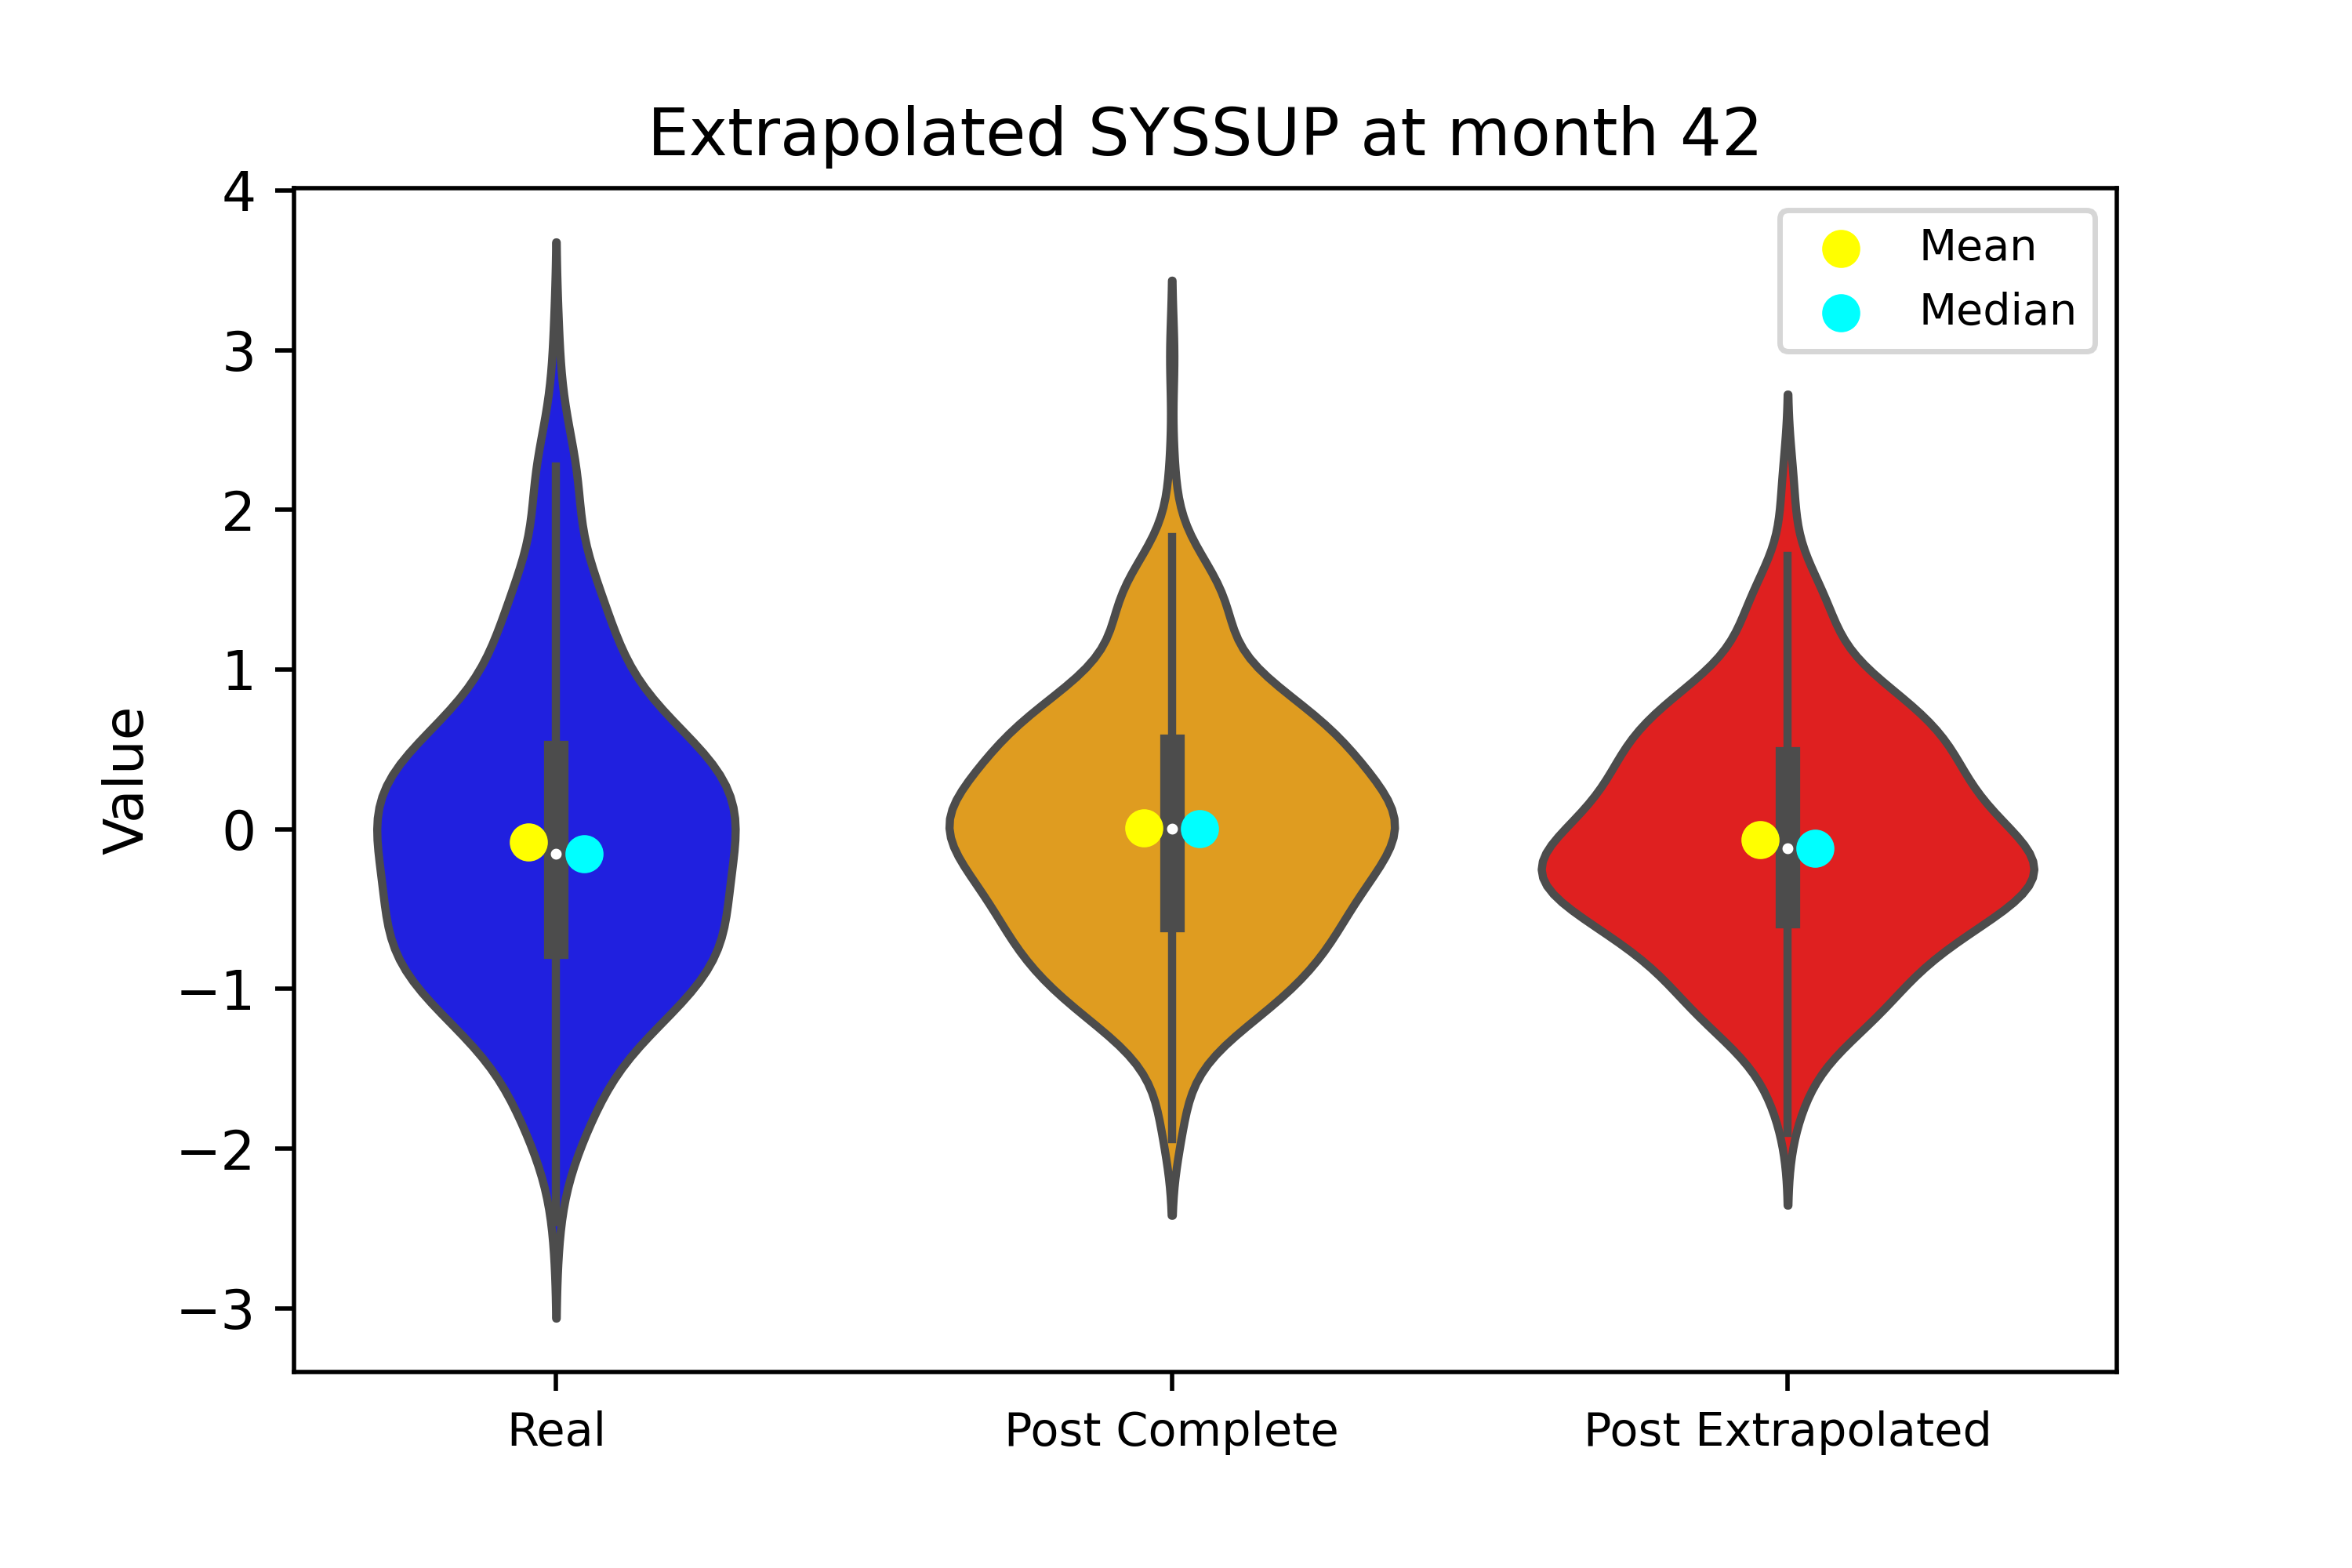 Extrapolated SYSSUP at month 42
4
3
2
1
0
−1
−2
−3
Value
Mean
Median
Real
Post Complete
Post Extrapolated